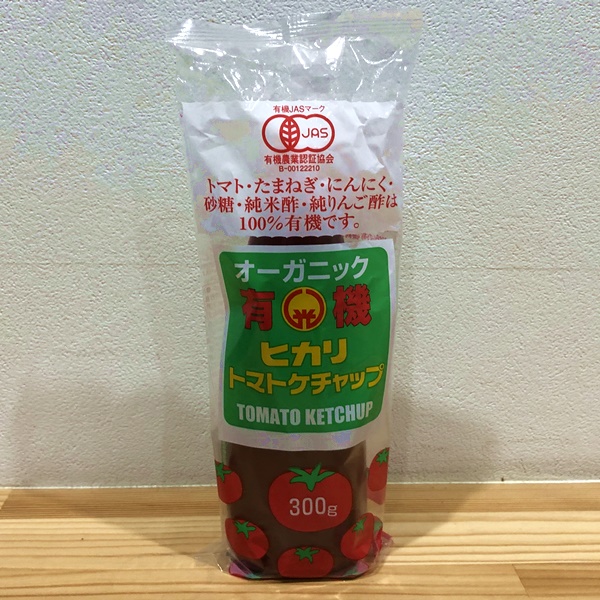 有機JASマーク
JAS
有機農業認証協会
B-00122210
トマト・たまねぎ・にんにく・
砂糖・純米酢・純りんご酢は
100%有機です。
オーガニック
有光機
ヒカリ
トマトケチャップ
TOMATO KETCHUP
300g